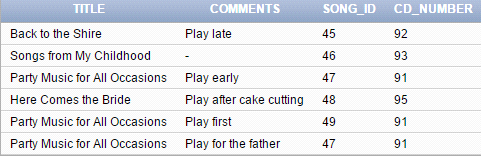 TITLE COMMENTS SONG_ID CD_NUMBER
Back to the Shire Play late 45 92
Songs from My Childhood - 46 93
Party Music for All Occasions Play early 47 91
Here Comes the Bride Play after cake cutting 48 95
Party Music for All Occasions Play first 49 91
Party Music for All Occasions Play for the father 47 91